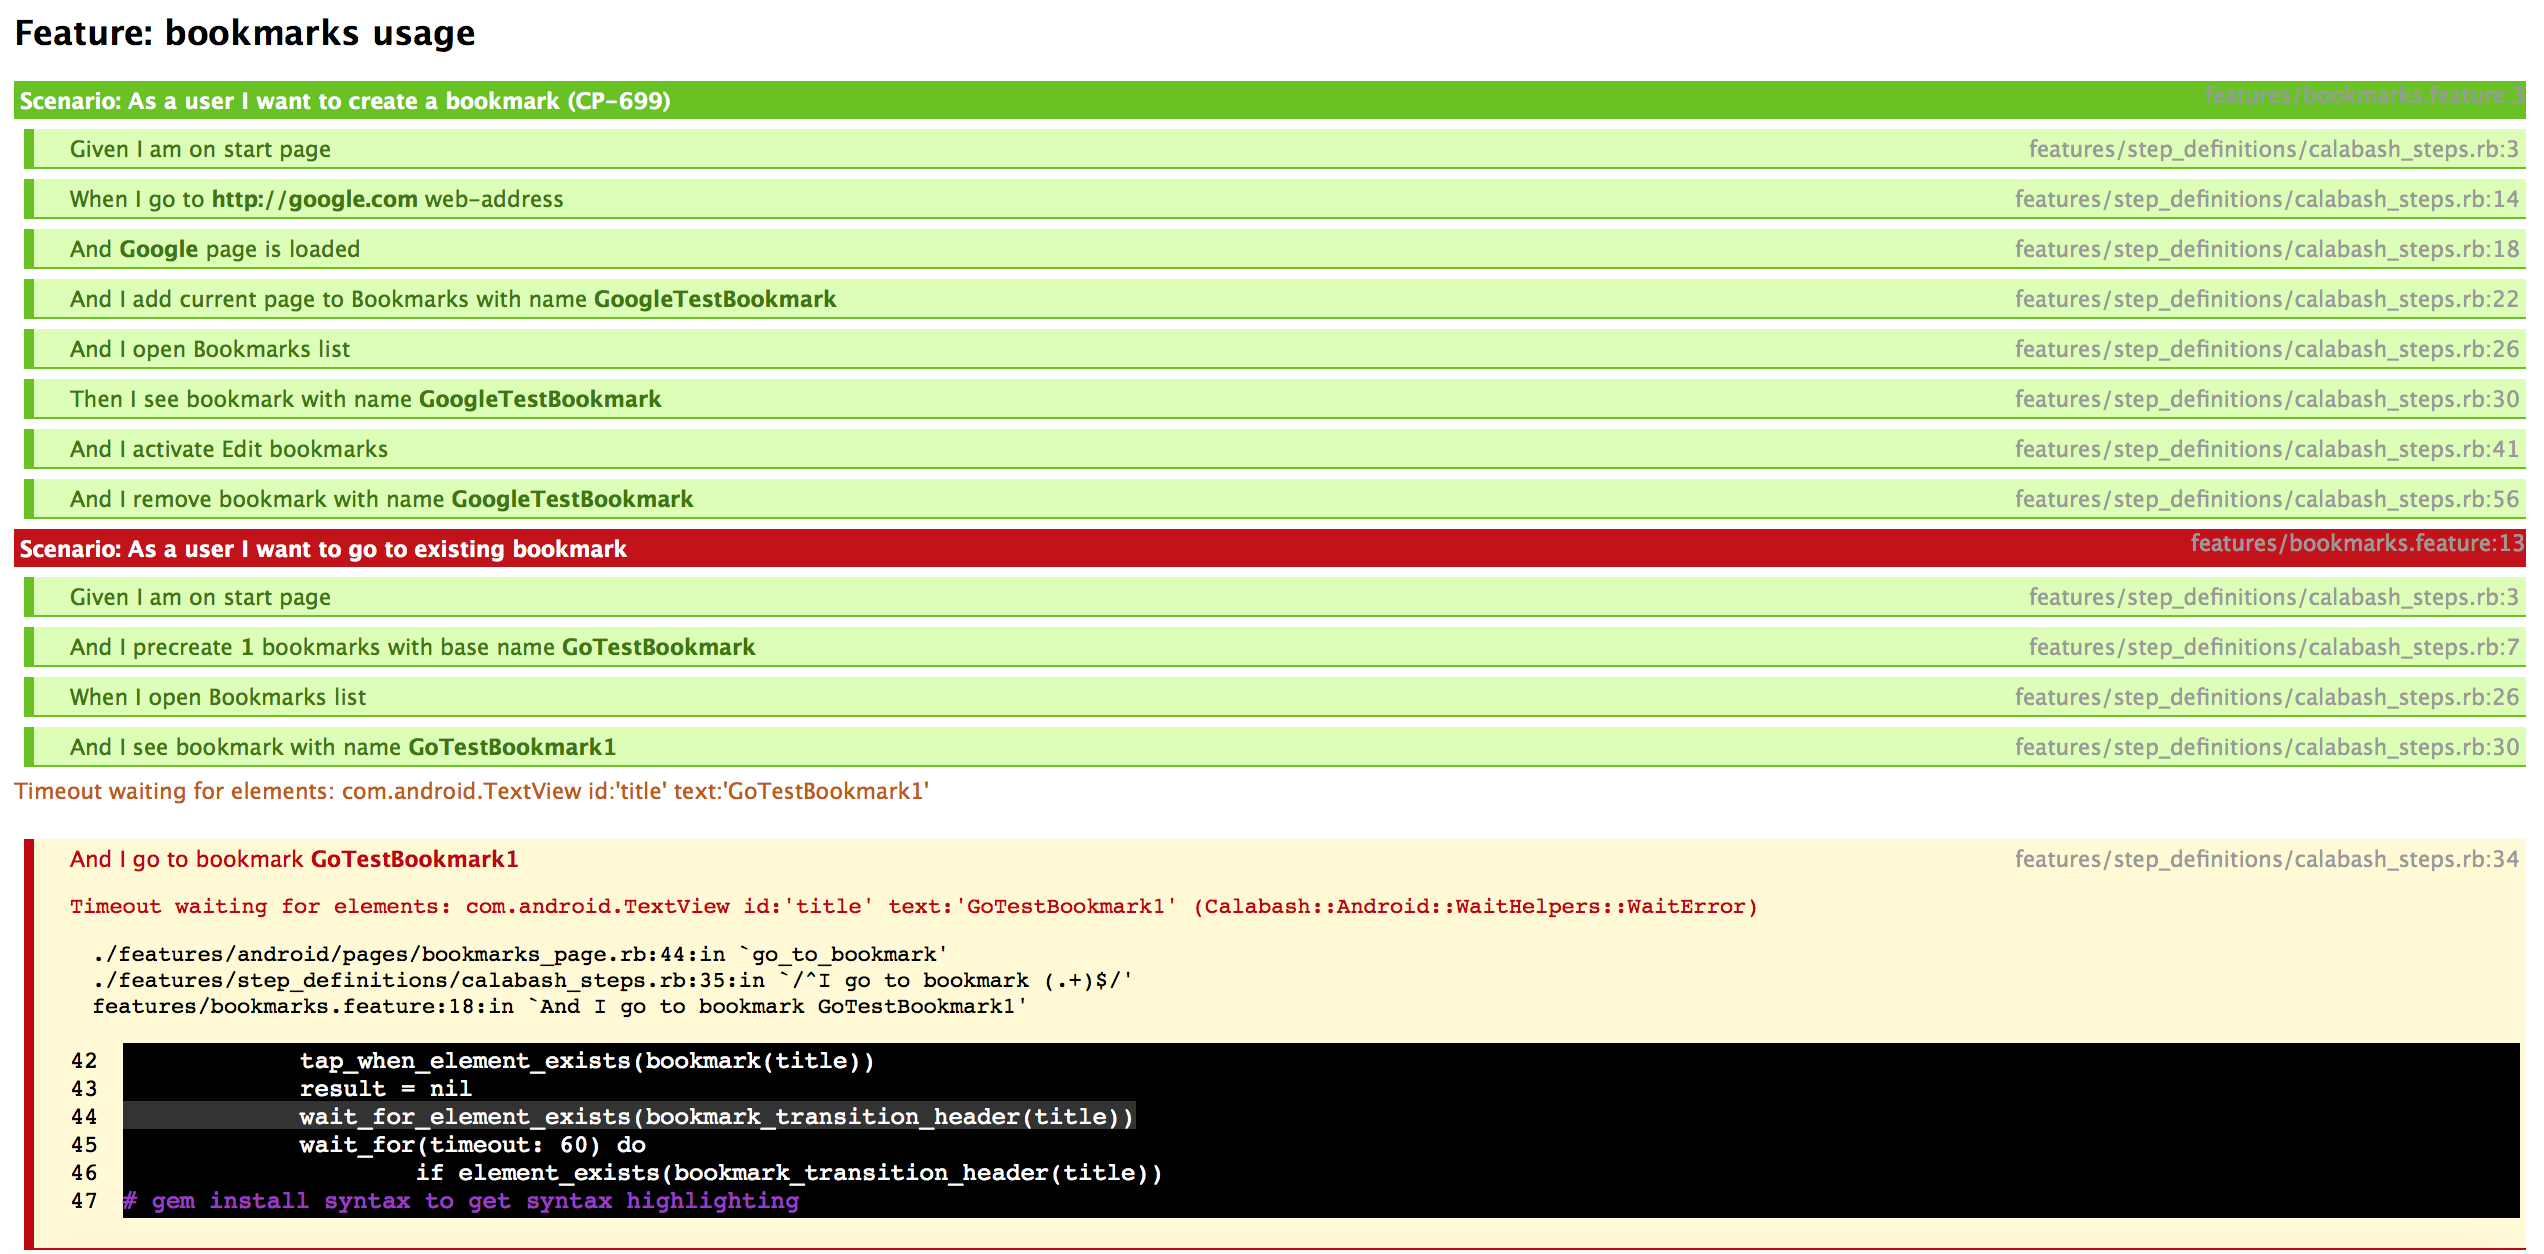 Feature: bookmarks usage
Scenario: As a user I want to create a bookmark (CP-699) features/bookmarks.feature:3
Given I am on start page features/step_definitions/calabash_steps.rb:3
When I go to http://google.com web-address features/step_definitions/calabash_steps.rb:14
And Google page is loaded features/step_definitions/calabash_steps.rb:18
And I add current page to Bookmarks with name GoogleTestBookmark features/step_definitions/calabash_steps.rb:22
And I open Bookmarks list features/step_definitions/calabash_steps.rb:26
Then I see bookmark with name GoogleTestBookmark features/step_definitions/calabash_steps.rb:30
And I activate Edit bookmarks features/step_definitions/calabash_steps.rb:41
And I remove bookmark with name GoogleTestBookmark features/step_definitions/calabash_steps.rb:56
Scenario: As a user I want to go to existing bookmark features/bookmarks.feature:13
Given I am on start page features/step_definitions/calabash_steps.rb:3
And I precreate 1 bookmarks with base name GoTestBookmark features/step_definitions/calabash_steps.rb:7
When I open Bookmarks list features/step_definitions/calabash_steps.rb:26
And I see bookmark with name GoTestBookmark1 features/step_definitions/calabash_steps.rb:30
Timeout waiting for elements: com.android.TextView id:'title' text:'GoTestBookmark1'
And I go to bookmark GoTestBookmark1 features/step_definitions/calabash_steps.rb:34
Timeout waiting for elements: com.android.TextView id:'title' text:'GoTestBookmark1' (Calabash::Android::WaitHelpers::WaitError)
./features/android/pages/bookmarks_page.rb:44:in `go_to_bookmark'
./features/step_definitions/calabash_steps.rb:35:in `/^I go to bookmark (.+)$/'
features/bookmarks.feature:18:in `And I go to bookmark GoTestBookmark1'
42 tap_when_element_exists(bookmark(title))
43 result = nil
44 wait_for_element_exists(bookmark_transition_header(title))
45 wait_for(timeout: 60) do
46 if element_exists(bookmark_transition_header(title))
47 # gem install syntax to get syntax highlighting